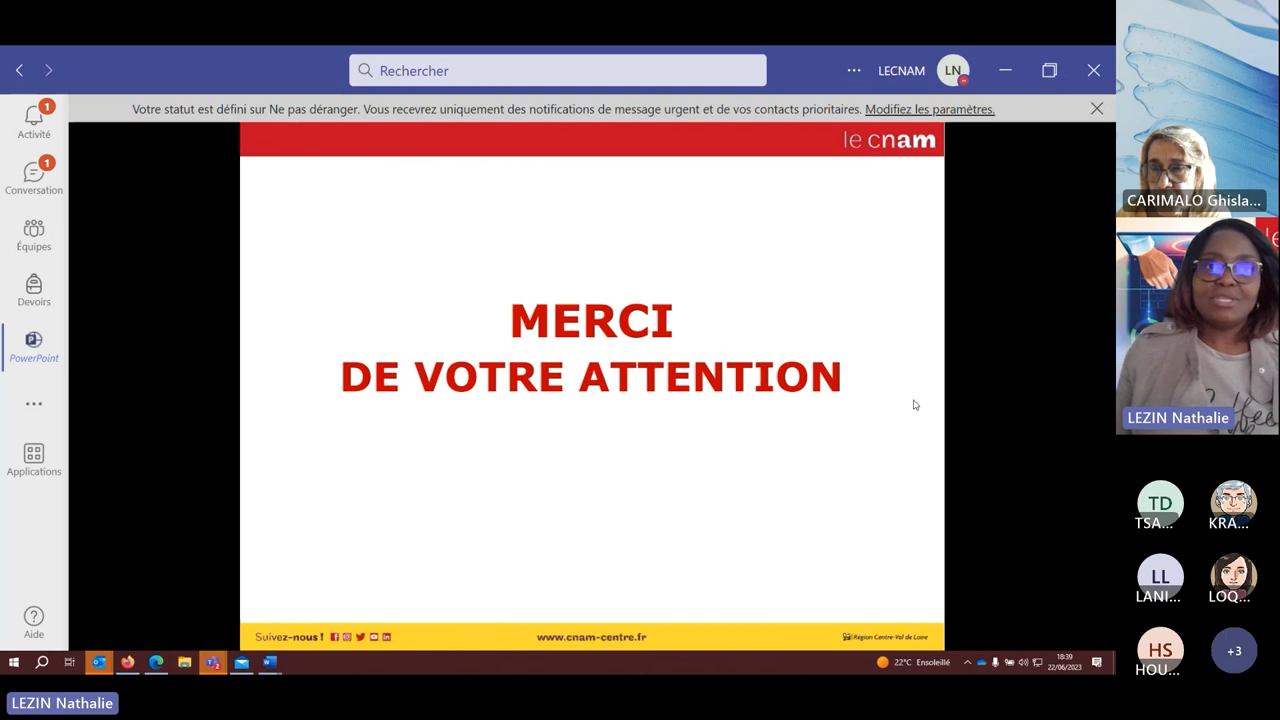 Rechercher
LECNAM
LN
Votre statut est défini sur Ne pas déranger. Vous recevrez uniquement des notifications de message urgent et de vos contacts prioritaires. Modifiez les paramètres.
1
Activité
1
Conversation
Équipes
Devoirs
PowerPoint
Applications
Aide
le cnam
MERCI
DE VOTRE ATTENTION
Suivez-nous !
www.cnam-centre.fr
Région Centre-Val de Loire
22°C Ensoleillé
18:39
22/06/2023
CARIMALO Ghisla...
LEZIN Nathalie
TD
TSA...
KRA...
LL
LANI...
LOQ...
HS
HOU...
+3
LEZIN Nathalie